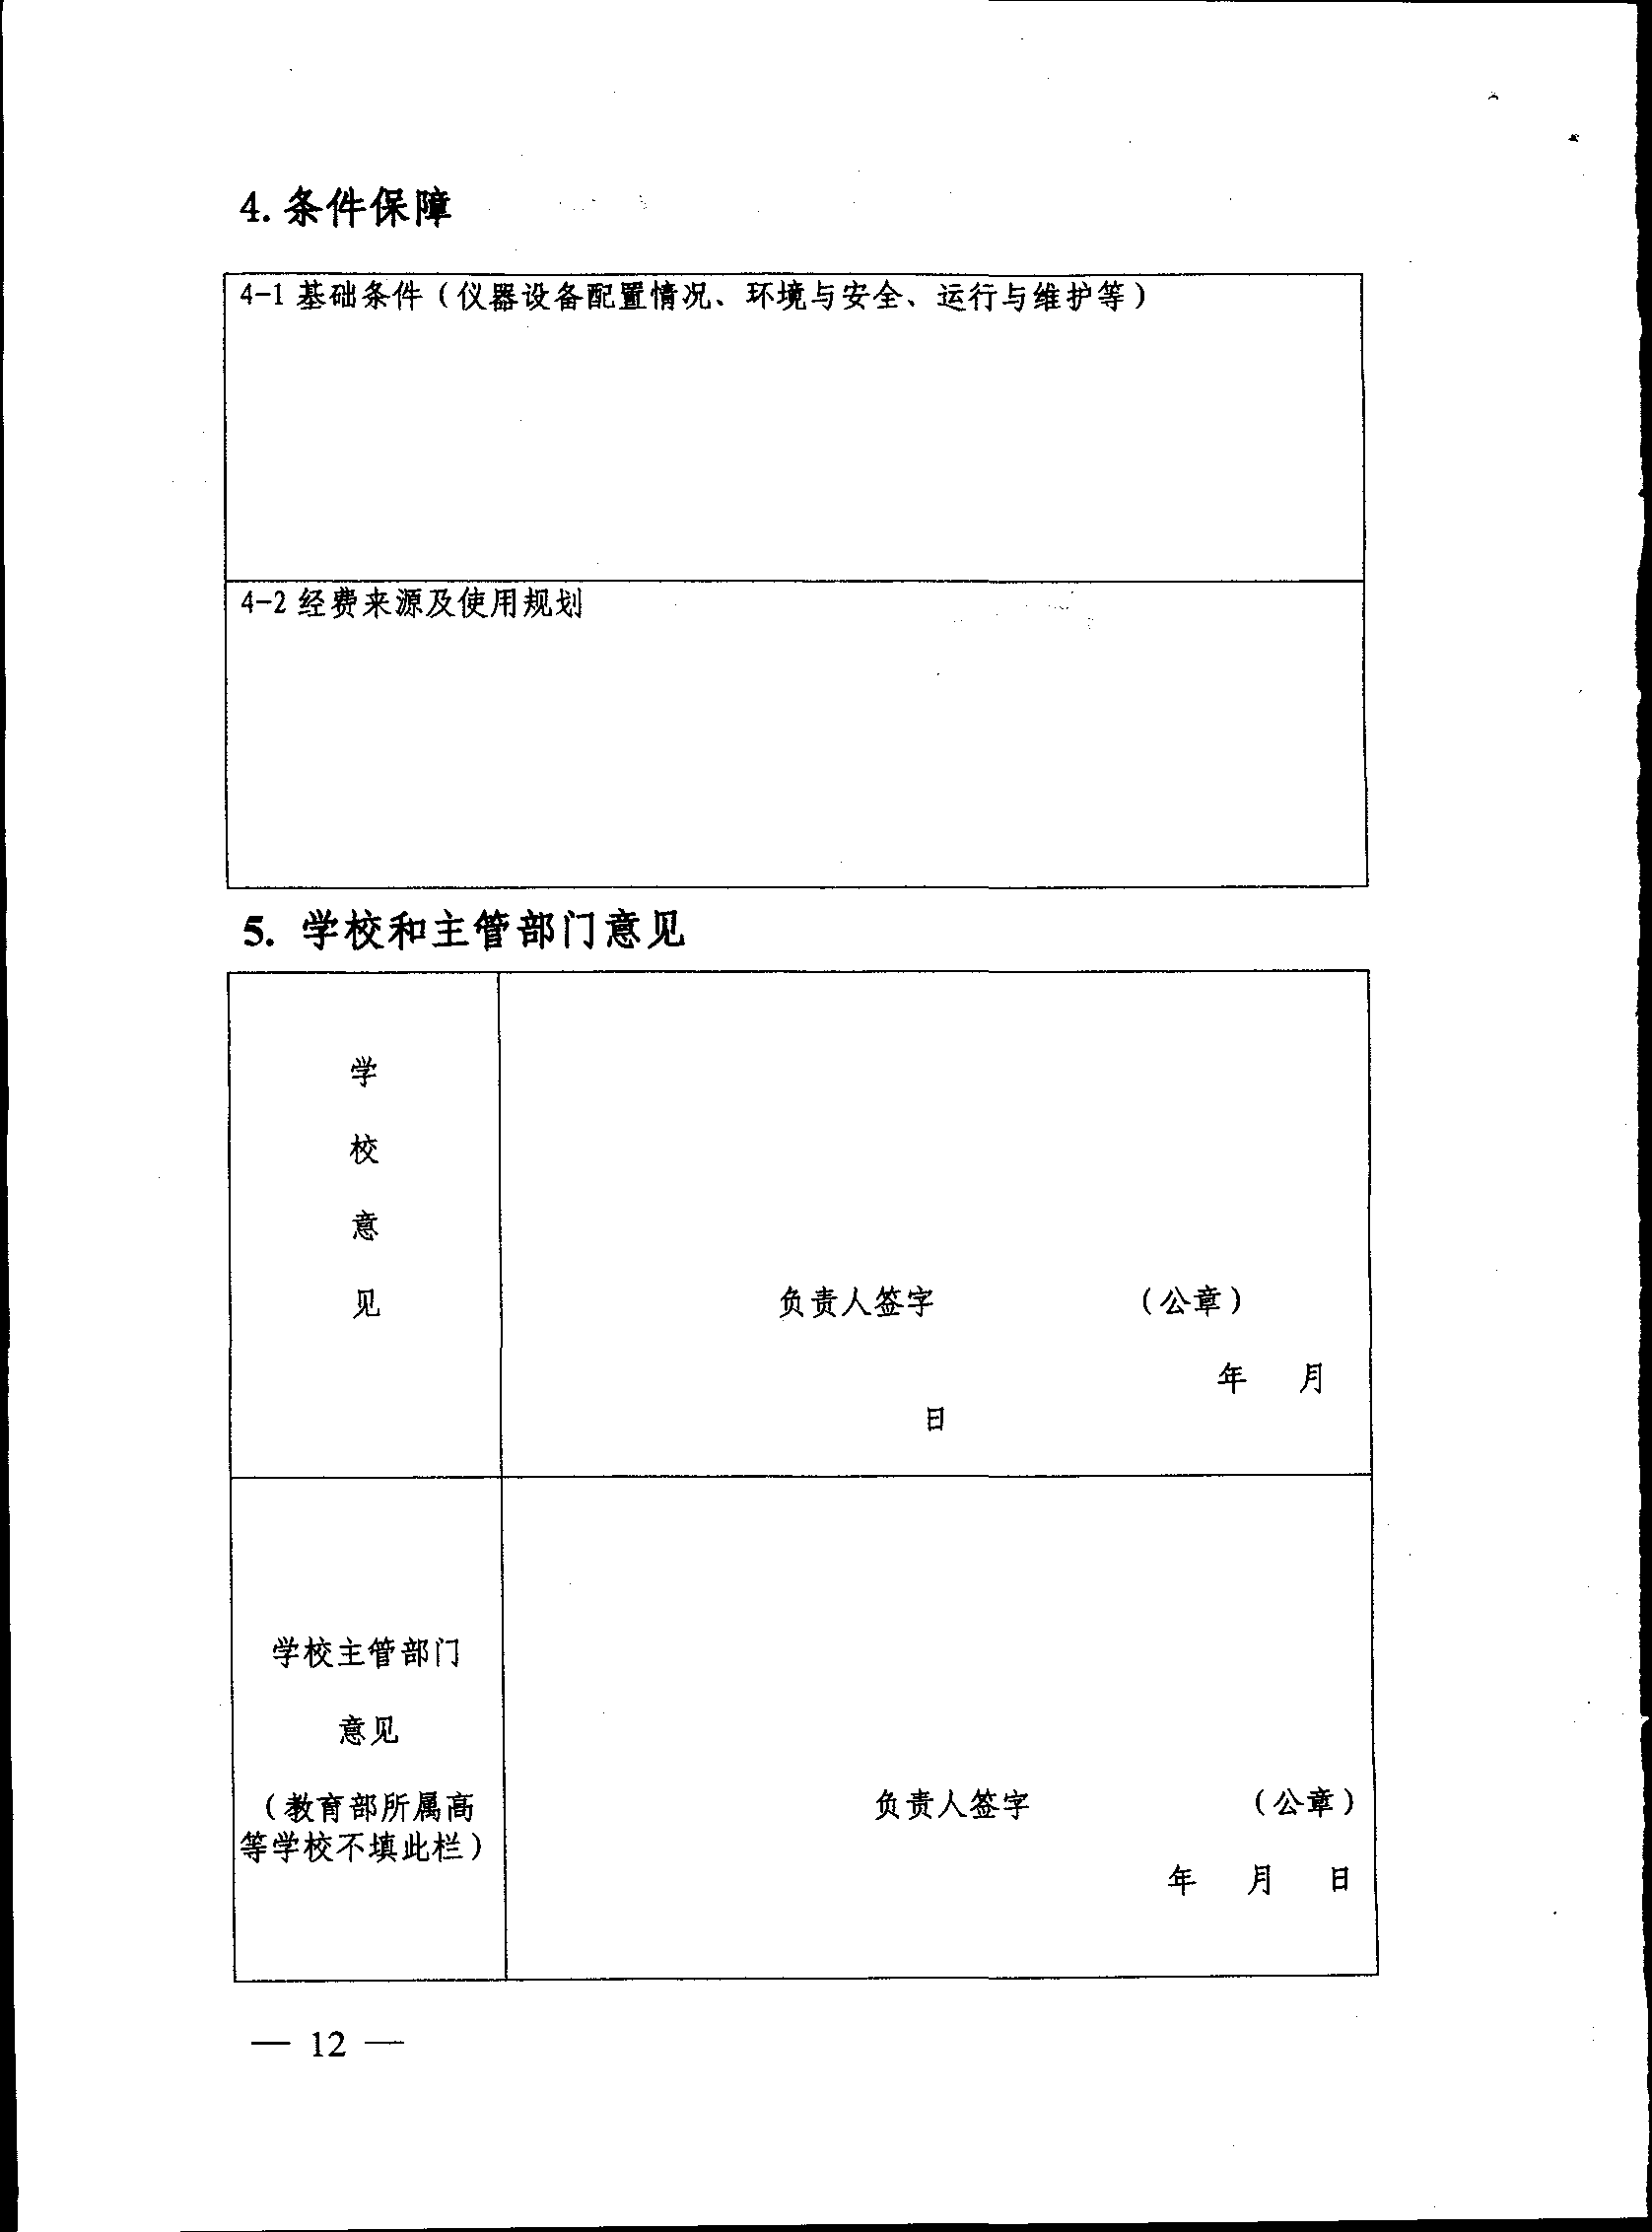 4. 条件保障
4-1 基础条件（仪器设备配置情况、环境与安全、运行与维护等）
4-2 经费来源及使用规划
5. 学校和主管部门意见
学
校
意
见
负责人签字 （公章）
年 月
日
学校主管部门
意见
（教育部所属高
等学校不填此栏）
负责人签字 （公章）
年 月 日
— 12 —